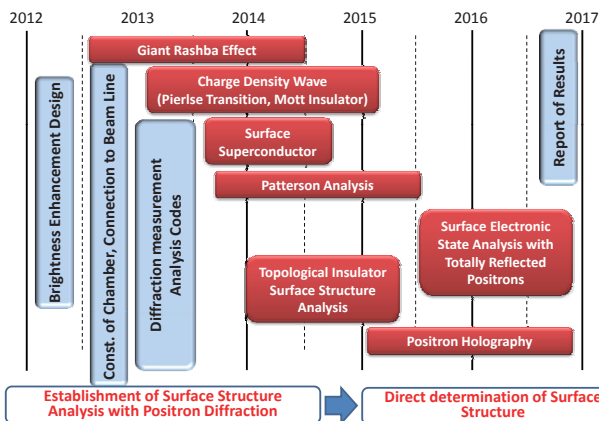 2012 2013 2014 2015 2016 2017
Giant Rashba Effect
Charge Density Wave
(Pierlse Transition, Mott Insulator)
Surface
Superconductor
Patterson Analysis
Topological Insulator
Surface Structure
Analysis
Surface Electronic
State Analysis with
Totally Reflected
Positrons
Positron Holography
Brightness Enhancement Design
Const. of Chamber, Connection to Beam Line
Diffraction measurement
Analysis Codes
Report of Results
Establishment of Surface Structure
Analysis with Positron Diffraction
Direct determination of Surface
Structure